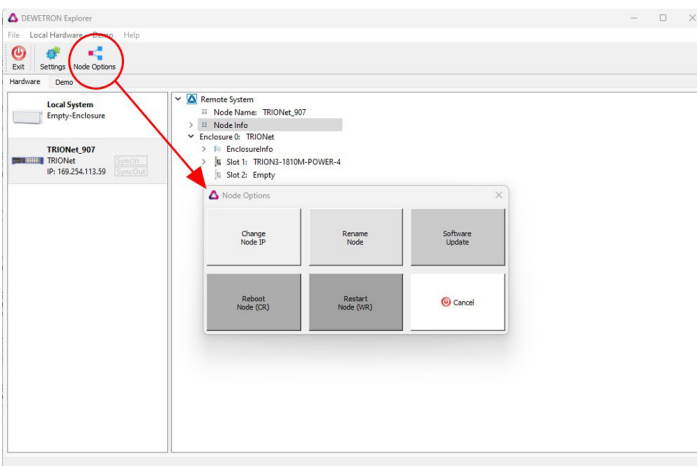 DEWETRON Explorer
File Local Hardware Demo Help
Exit Settings Node Options
Hardware Demo
Local System
Empty-Enclosure
TRIONet_907
TRIONet
IP: 169.254.113.59
SyncIn
SyncOut
Remote System
Node Name: TRIONet_907
Node Info
Enclosure 0: TRIONet
EnclosureInfo
Slot 1: TRION3-1810M-POWER-4
Slot 2: Empty
Node Options
Change
Node IP
Rename
Node
Software
Update
Reboot
Node (CR)
Restart
Node (WR)
Cancel